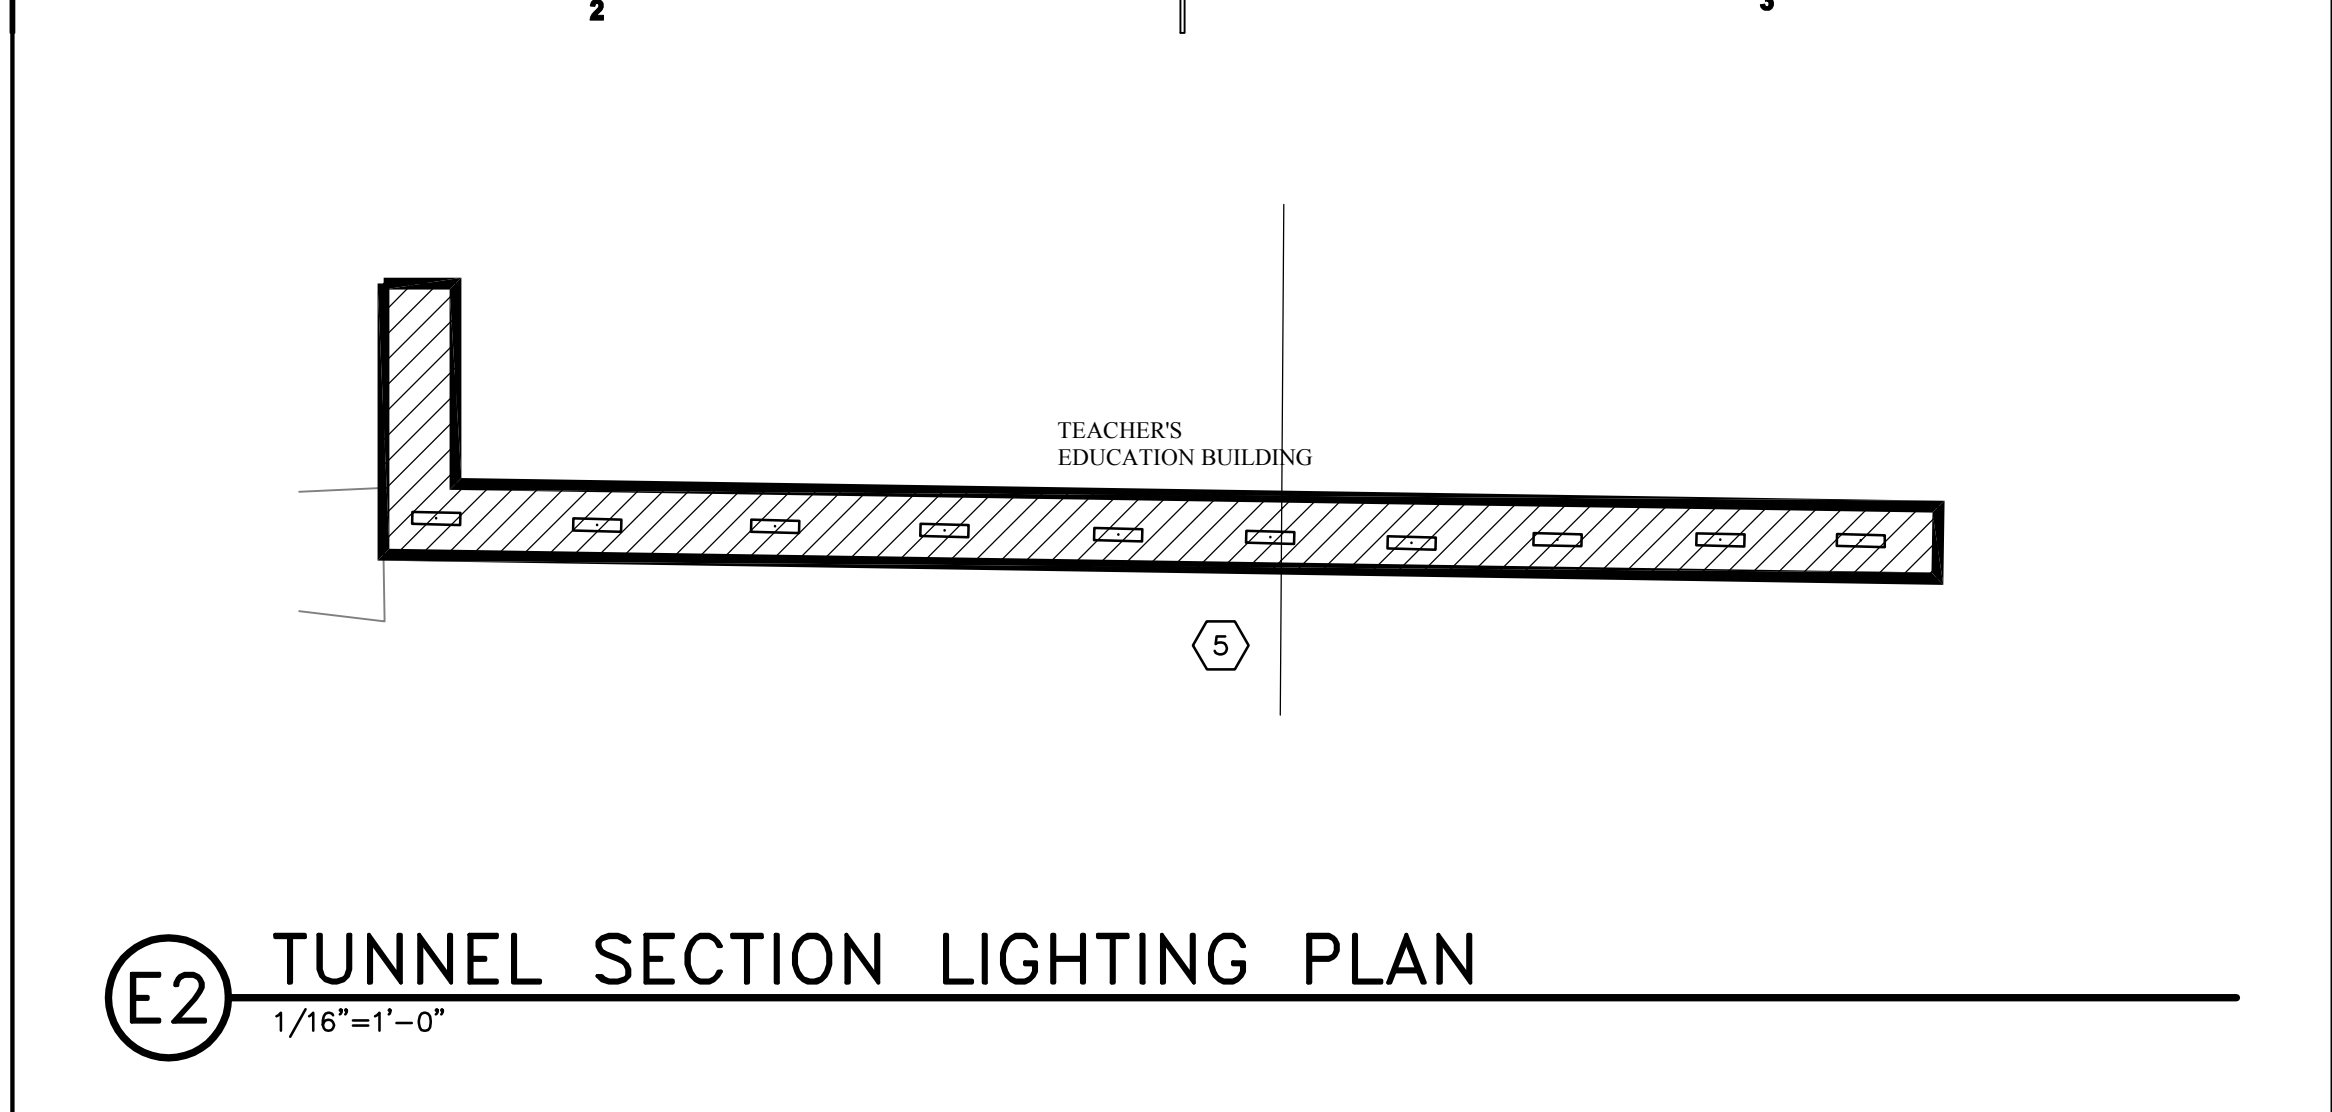 2
3
TEACHER'S
EDUCATION BUILDING
5
E2
TUNNEL SECTION LIGHTING PLAN
1/16"=1'-0"